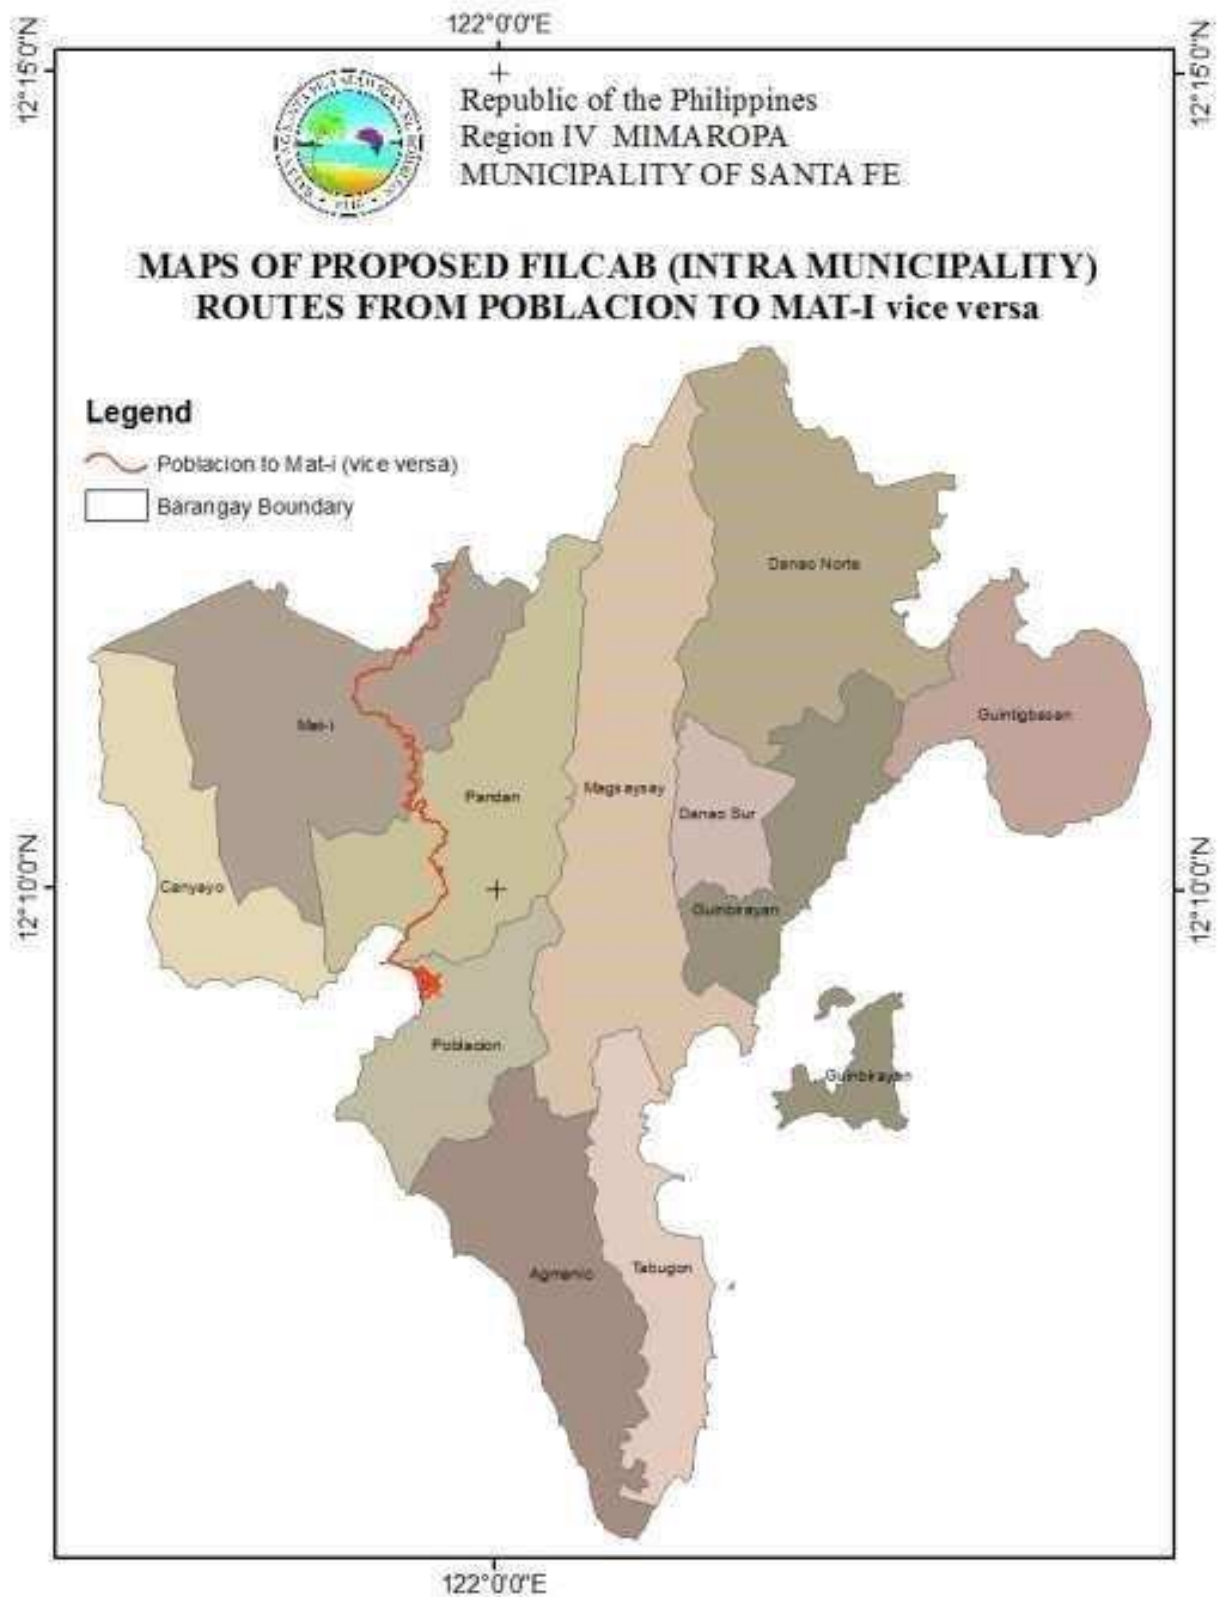 122°0'0"E
12°15'0"N
12°15'0"N
Republic of the Philippines
Region IV MIMAROPA
MUNICIPALITY OF SANTA FE
MAPS OF PROPOSED FILCAB (INTRA MUNICIPALITY)
ROUTES FROM POBLACION TO MAT-I vice versa
Legend
Poblacion to Mat-i (vice versa)
Barangay Boundary
Danao Norte
Guintigbasan
Mat-i
Pandan
Magsaysay
Danao Sur
12°10'0"N
12°10'0"N
Canyayo
Guinbirayan
Poblacion
Guinbirayan
Agmanic
Tabugon
122°0'0"E